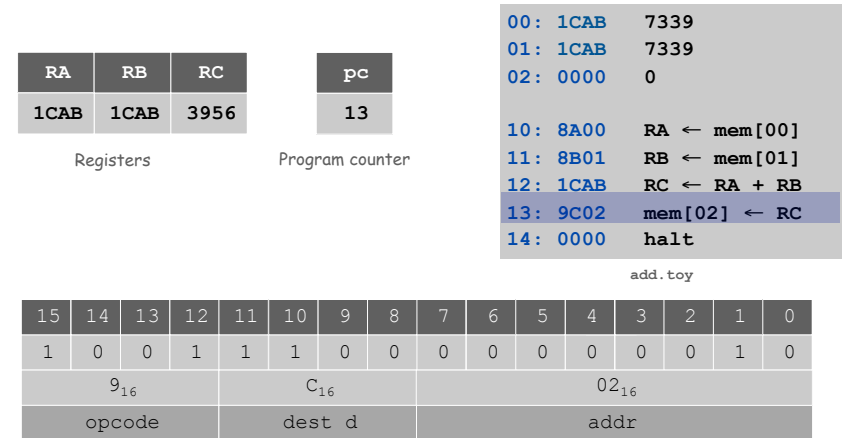 RA RB RC
1CAB 1CAB 3956
Registers
pc
13
Program counter
00: 1CAB 7339
01: 1CAB 7339
02: 0000 0
10: 8A00 RA ← mem[00]
11: 8B01 RB ← mem[01]
12: 1CAB RC ← RA + RB
13: 9C02 mem[02] ← RC
14: 0000 halt
add.toy
15 14 13 12 11 10 9 8 7 6 5 4 3 2 1 0
1 0 0 1 1 1 0 0 0 0 0 0 0 0 1 0
9₁₆ C₁₆ 02₁₆
opcode dest d addr